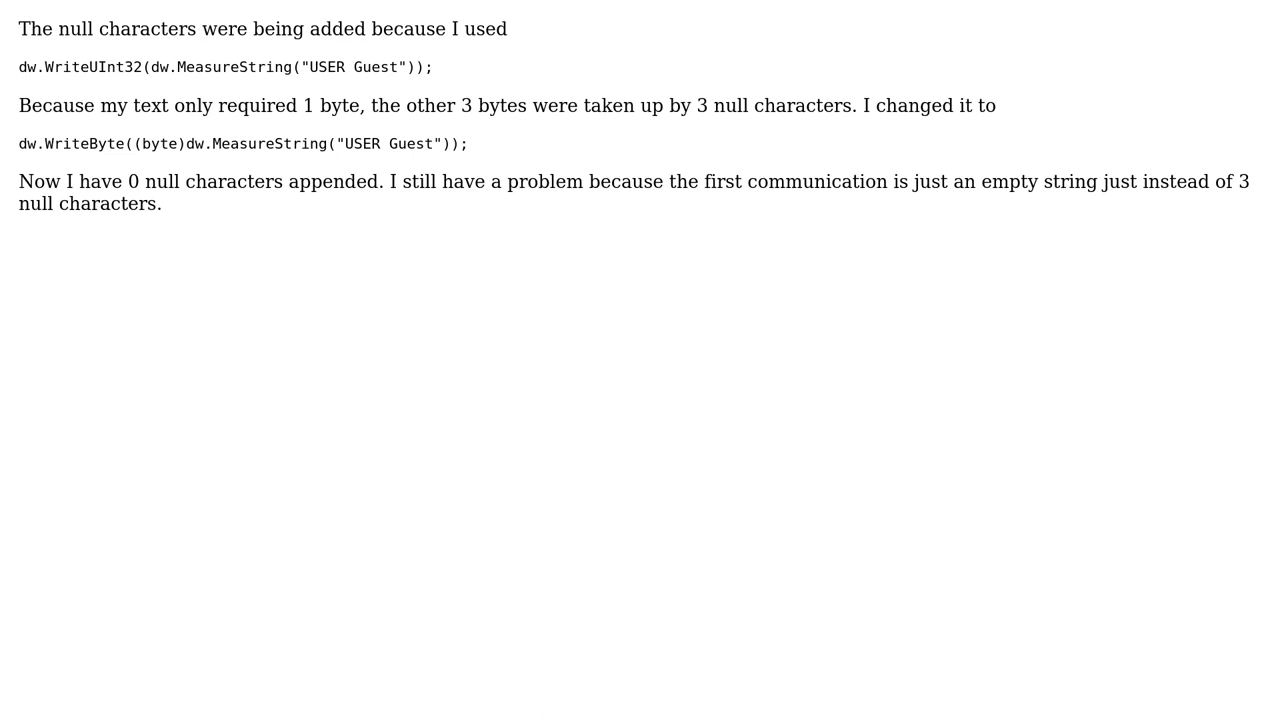 The null characters were being added because I used
dw.WriteUInt32(dw.MeasureString("USER Guest"));
Because my text only required 1 byte, the other 3 bytes were taken up by 3 null characters. I changed it to
dw.WriteByte((byte)dw.MeasureString("USER Guest"));
Now I have 0 null characters appended. I still have a problem because the first communication is just an empty string just instead of 3
null characters.